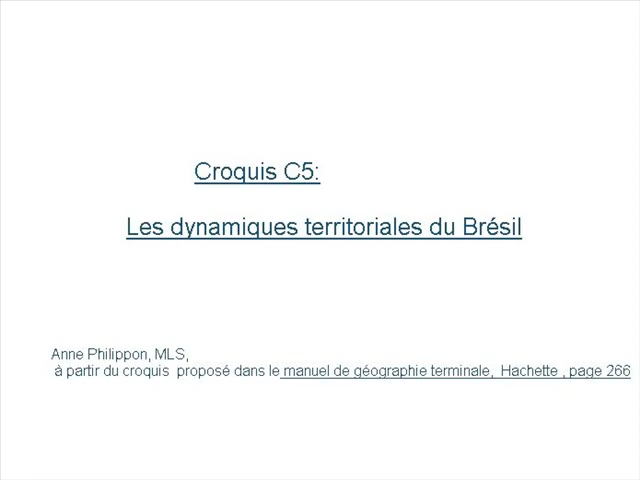 Croquis C5:
Les dynamiques territoriales du Brésil
Anne Philippon, MLS,
à partir du croquis proposé dans le manuel de géographie terminale, Hachette , page 266